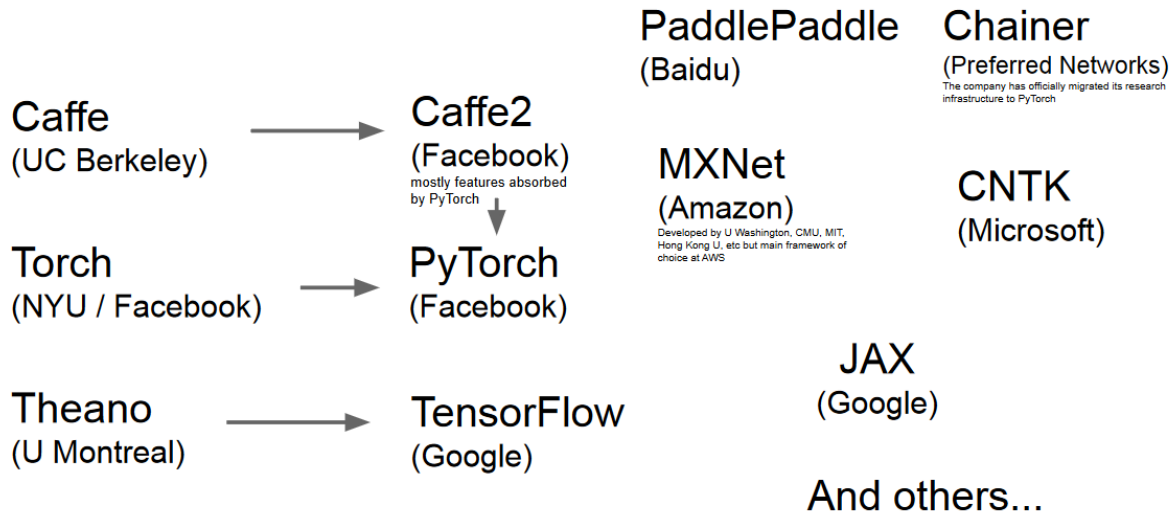 PaddlePaddle
(Baidu)
Chainer
(Preferred Networks)
The company has officially migrated its research
infrastructure to PyTorch
Caffe
(UC Berkeley)
Caffe2
(Facebook)
mostly features absorbed
by PyTorch
MXNet
(Amazon)
Developed by U Washington, CMU, MIT,
Hong Kong U, etc but main framework of
choice at AWS
CNTK
(Microsoft)
Torch
(NYU / Facebook)
PyTorch
(Facebook)
JAX
(Google)
Theano
(U Montreal)
TensorFlow
(Google)
And others...